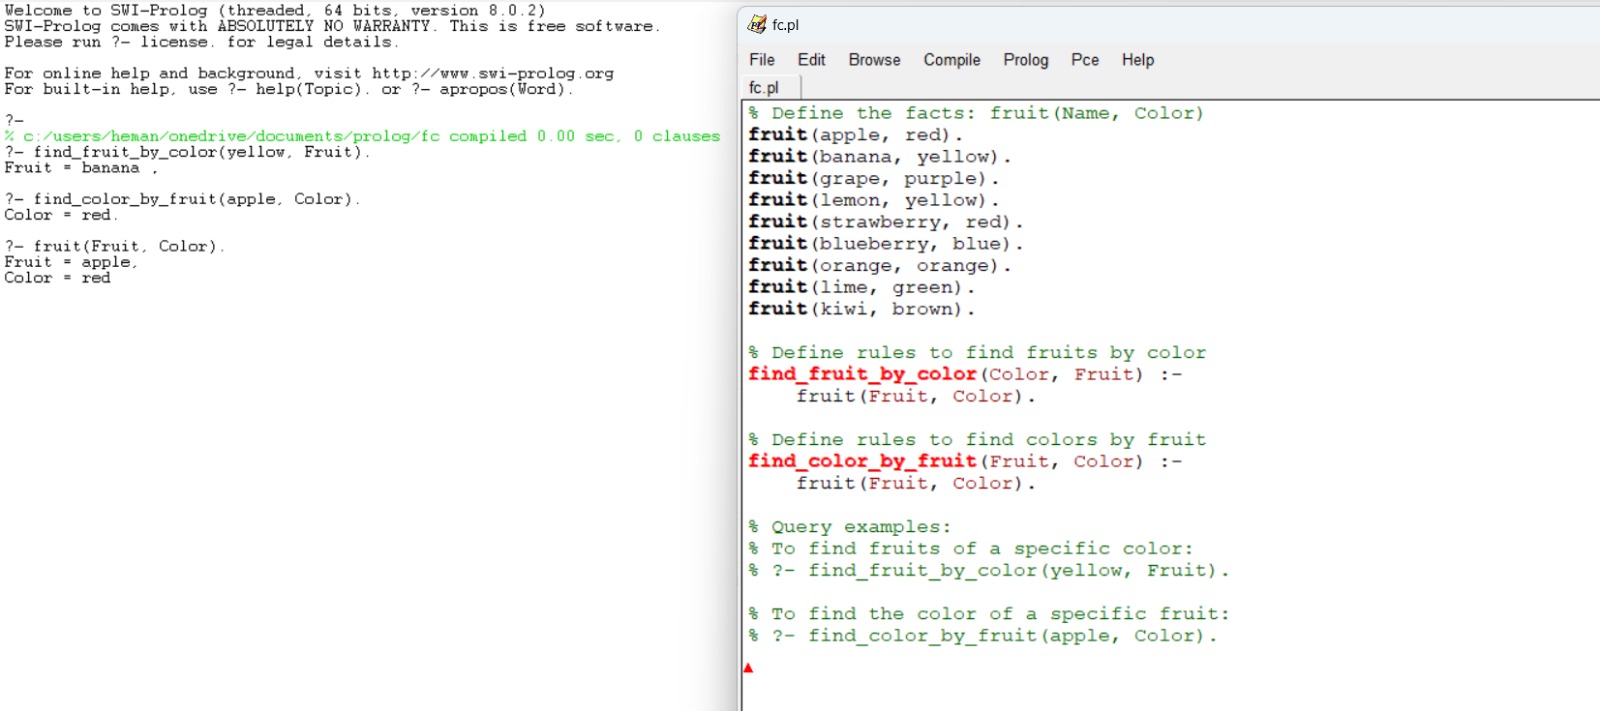 Welcome to SWI-Prolog (threaded, 64 bits, version 8.0.2)
SWI-Prolog comes with ABSOLUTELY NO WARRANTY. This is free software.
Please run ?- license. for legal details.
For online help and background, visit http://www.swi-prolog.org
For built-in help, use ?- help(Topic). or ?- apropos(Word).
?-
% c:/users/heman/onedrive/documents/prolog/fc compiled 0.00 sec, 0 clauses
?- find_fruit_by_color(yellow, Fruit).
Fruit = banana ,
?- find_color_by_fruit(apple, Color).
Color = red.
?- fruit(Fruit, Color).
Fruit = apple,
Color = red
fc.pl
File Edit Browse Compile Prolog Pce Help
fc.pl
% Define the facts: fruit(Name, Color)
fruit(apple, red).
fruit(banana, yellow).
fruit(grape, purple).
fruit(lemon, yellow).
fruit(strawberry, red).
fruit(blueberry, blue).
fruit(orange, orange).
fruit(lime, green).
fruit(kiwi, brown).
% Define rules to find fruits by color
find_fruit_by_color(Color, Fruit) :-
    fruit(Fruit, Color).
% Define rules to find colors by fruit
find_color_by_fruit(Fruit, Color) :-
    fruit(Fruit, Color).
% Query examples:
% To find fruits of a specific color:
% ?- find_fruit_by_color(yellow, Fruit).
% To find the color of a specific fruit:
% ?- find_color_by_fruit(apple, Color).